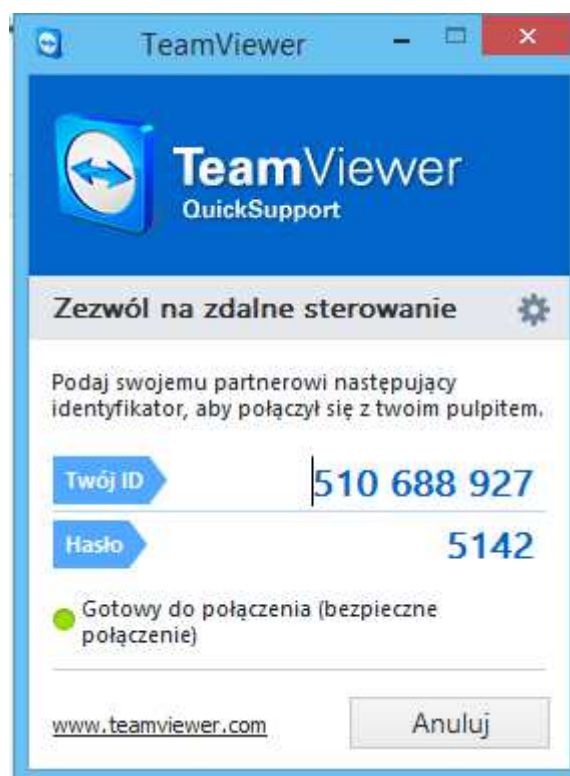 TeamViewer
TeamViewer
QuickSupport
Zezwól na zdalne sterowanie
Podaj swojemu partnerowi następujący
identyfikator, aby połączył się z twoim pulpitem.
Twój ID 510 688 927
Hasło 5142
Gotowy do połączenia (bezpieczne
połączenie)
www.teamviewer.com Anuluj